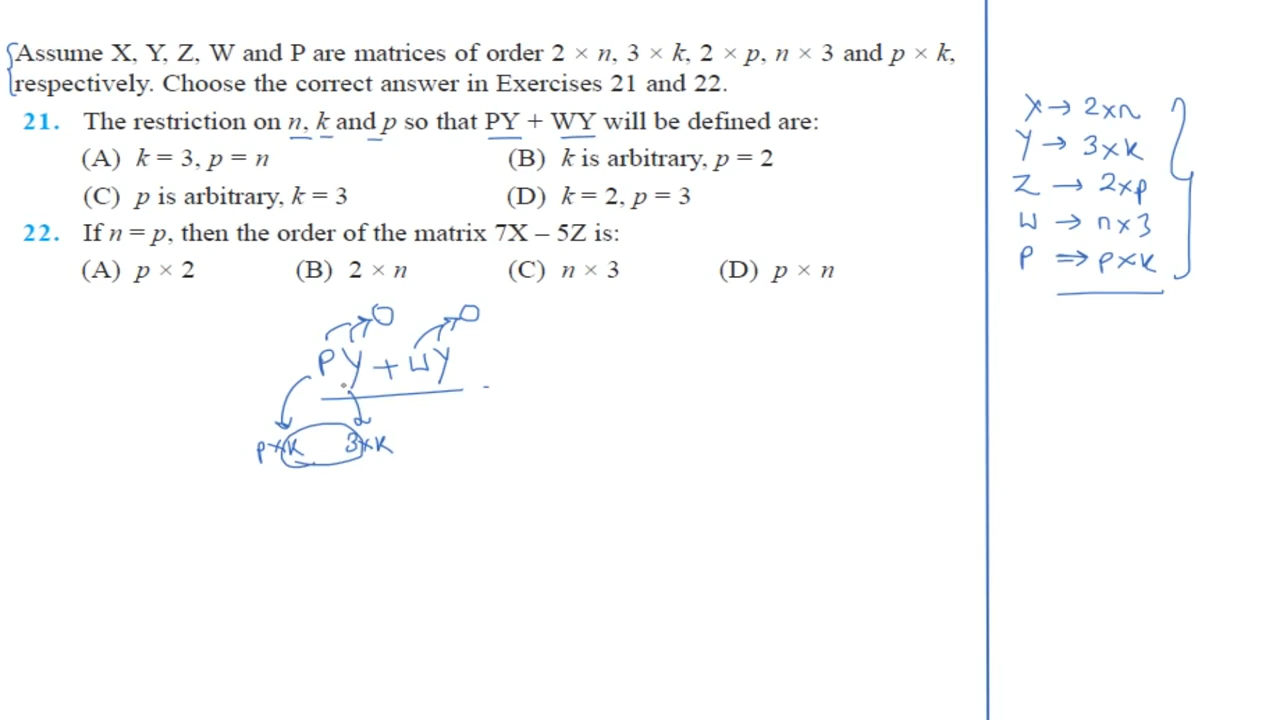 Assume X, Y, Z, W and P are matrices of order 2 × n, 3 × k, 2 × p, n × 3 and p × k,
respectively. Choose the correct answer in Exercises 21 and 22.
21. The restriction on n, k and p so that PY + WY will be defined are:
(A) k = 3, p = n (B) k is arbitrary, p = 2
(C) p is arbitrary, k = 3 (D) k = 2, p = 3
22. If n = p, then the order of the matrix 7X – 5Z is:
(A) p × 2 (B) 2 × n (C) n × 3 (D) p × n
PY + WY
p×k 3×k
X → 2×n
Y → 3×k
Z → 2×p
W → n×3
P ⇒ p×k